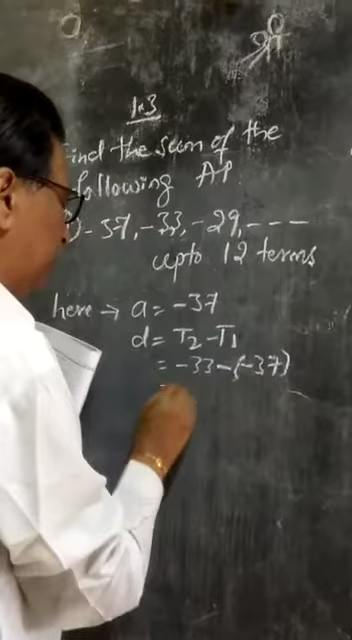 1.3
Find the sum of the
following AP.
) -37, -33, -29, ---
upto 12 terms
here → a = -37
d = T2 - T1
= -33 - (-37)
=